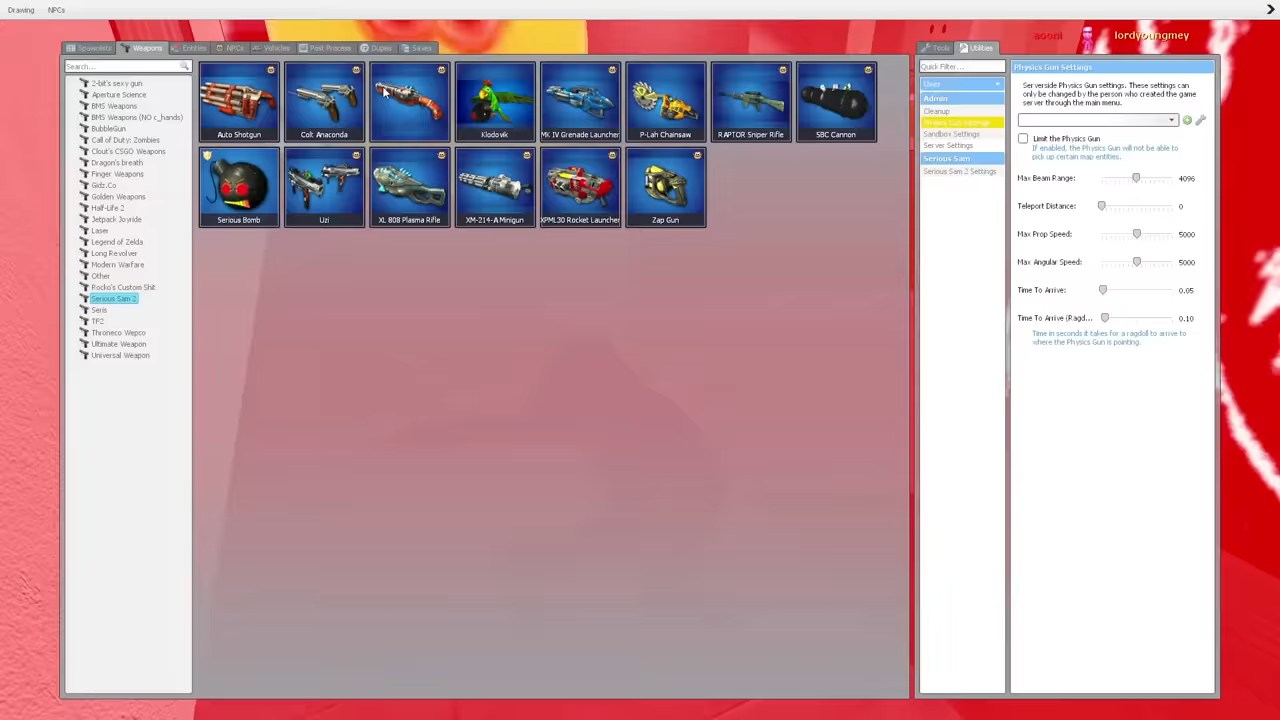 Drawing NPCs
Spawnlists Weapons Entities NPCs Vehicles Post Process Dupes Saves
Search...
2-bit's sexy gun
Aperture Science
BMS Weapons
BMS Weapons (NO c_hands)
BubbleGun
Call of Duty: Zombies
Clout's CSGO Weapons
Dragon's breath
Finger Weapons
Gidz.Co
Golden Weapons
Half-Life 2
Jetpack Joyride
Laser
Legend of Zelda
Long Revolver
Modern Warfare
Other
Rocko's Custom Shit
Serious Sam 2
Seris
TF2
Throneco Wepco
Ultimate Weapon
Universal Weapon
Auto Shotgun
Colt Anaconda
Klodovik
MK IV Grenade Launcher
P-Lah Chainsaw
RAPTOR Sniper Rifle
SBC Cannon
Serious Bomb
Uzi
XL 808 Plasma Rifle
XM-214-A Minigun
XPML30 Rocket Launcher
Zap Gun
aooni
lordyoungmey
Tools Utilities
Quick Filter...
User
Admin
Cleanup
Physics Gun Settings
Sandbox Settings
Server Settings
Serious Sam
Serious Sam 2 Settings
Physics Gun Settings
Serverside Physics Gun settings. These settings can
only be changed by the person who created the game
server through the main menu.
Limit the Physics Gun
If enabled, the Physics Gun will not be able to
pick up certain map entities.
Max Beam Range: 4096
Teleport Distance: 0
Max Prop Speed: 5000
Max Angular Speed: 5000
Time To Arrive: 0.05
Time To Arrive (Ragd... 0.10
Time in seconds it takes for a ragdoll to arrive to
where the Physics Gun is pointing.